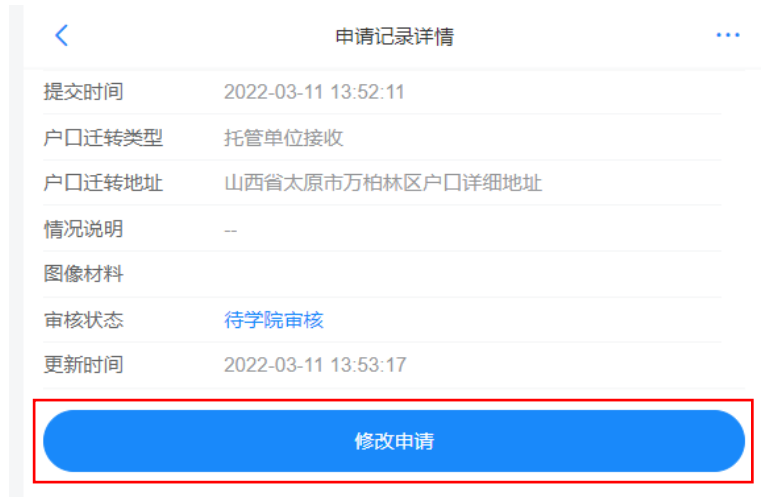 申请记录详情
提交时间 2022-03-11 13:52:11
户口迁转类型 托管单位接收
户口迁转地址 山西省太原市万柏林区户口详细地址
情况说明 --
图像材料
审核状态 待学院审核
更新时间 2022-03-11 13:53:17
修改申请